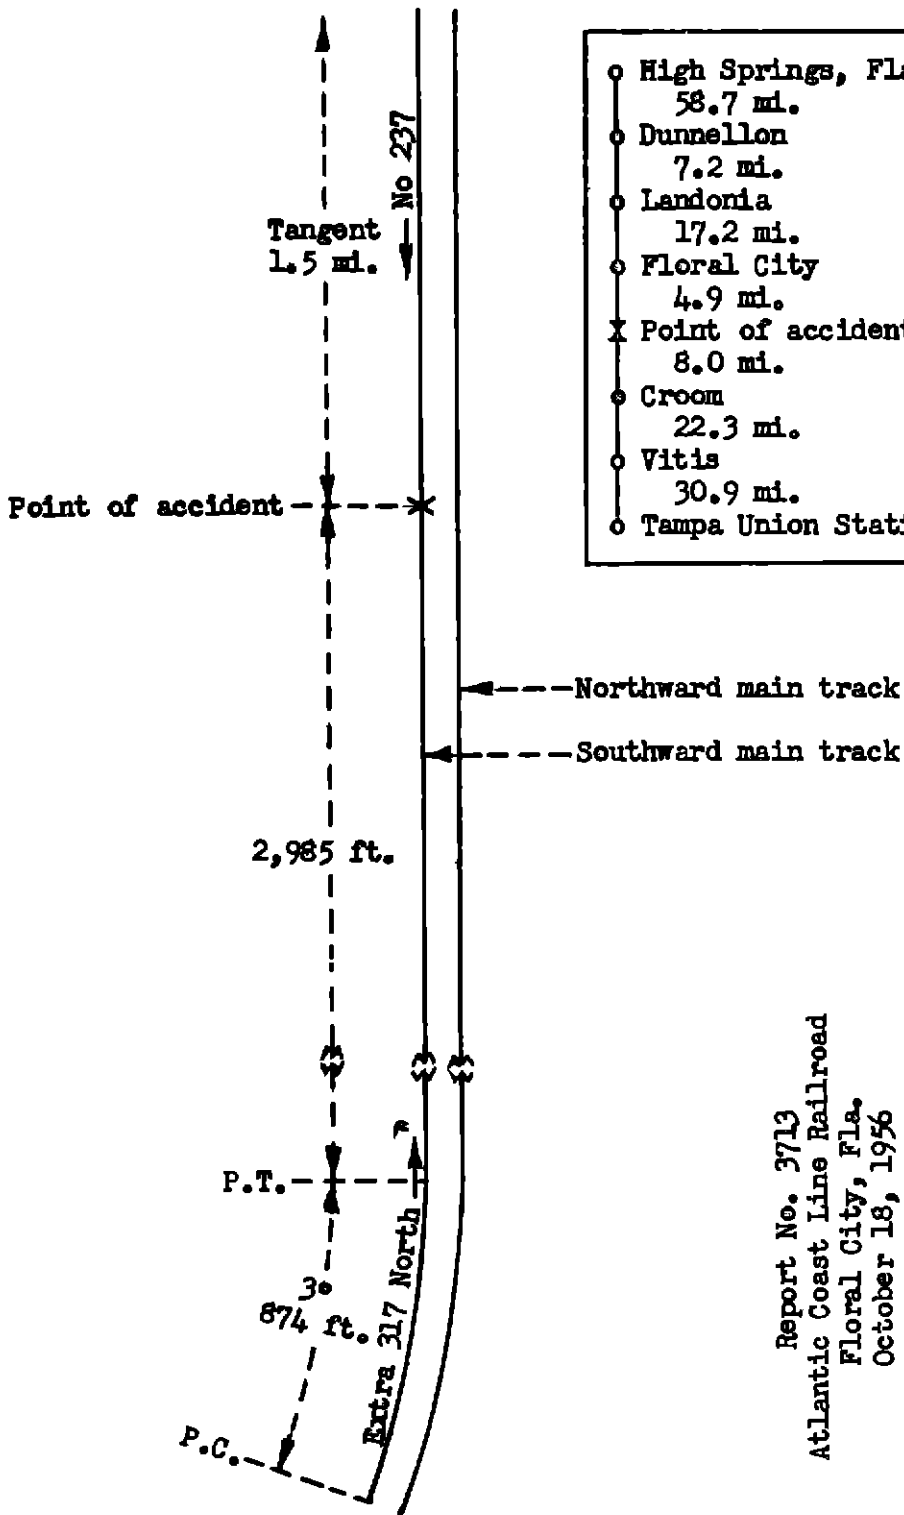 High Springs, Fla
58.7 mi.
Dunnellon
7.2 mi.
Landonia
17.2 mi.
Floral City
4.9 mi.
Point of accident
8.0 mi.
Croom
22.3 mi.
Vitis
30.9 mi.
Tampa Union Stati
No 237
Tangent
1.5 mi.
Point of accident
Northward main track
Southward main track
2,985 ft.
P.T.
3°
874 ft.
Extra 317 North
P.C.
Report No. 3713
Atlantic Coast Line Railroad
Floral City, Fla.
October 18, 1956